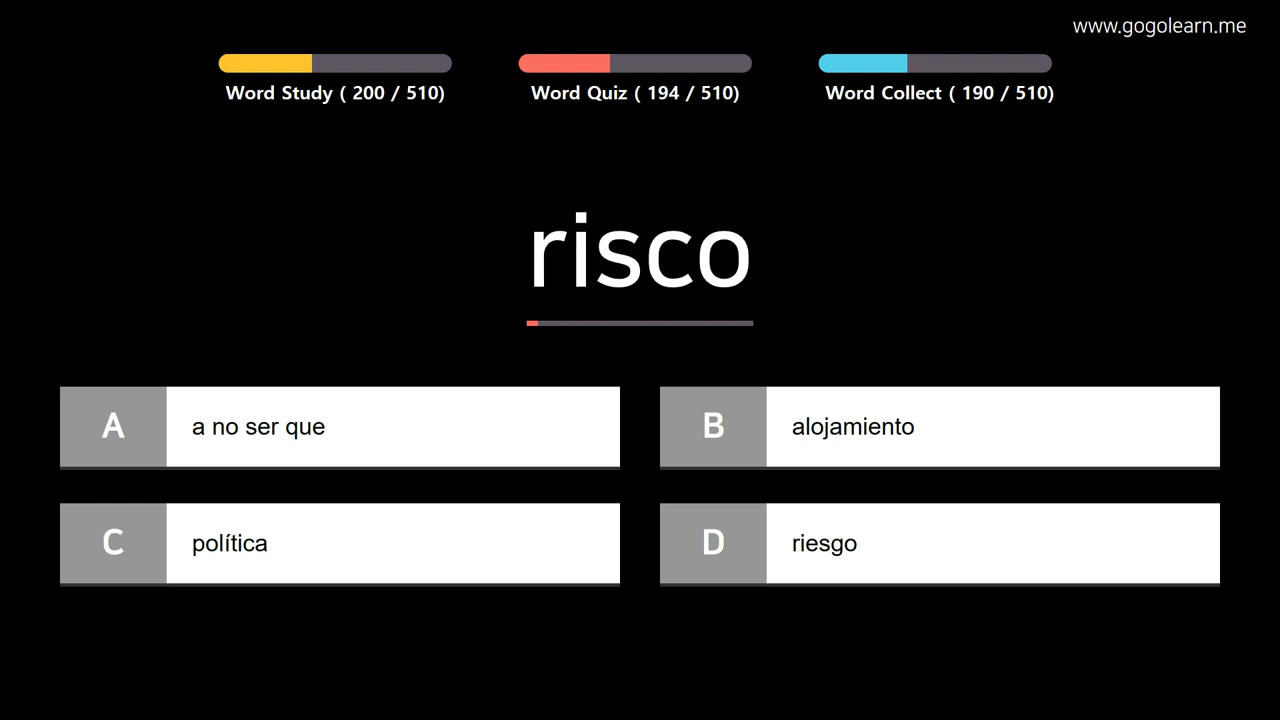 www.gogolearn.me
Word Study ( 200 / 510)
Word Quiz ( 194 / 510)
Word Collect ( 190 / 510)
risco
A a no ser que
B alojamiento
C política
D riesgo